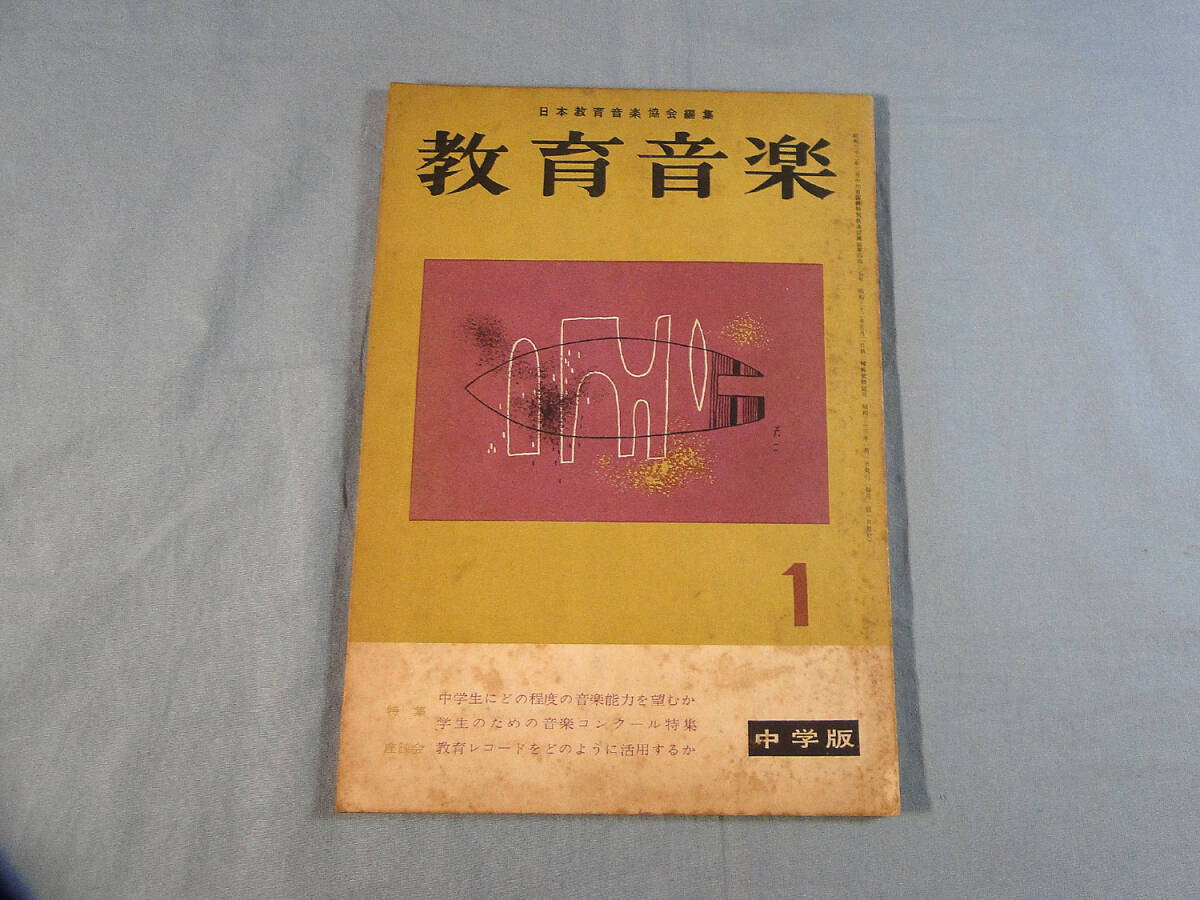 日本教育音楽協会編集
教育音楽
1
特集
中学生にどの程度の音楽能力を望むか
学生のための音楽コンクール特集
座談会 教育レコードをどのように活用するか
中学版